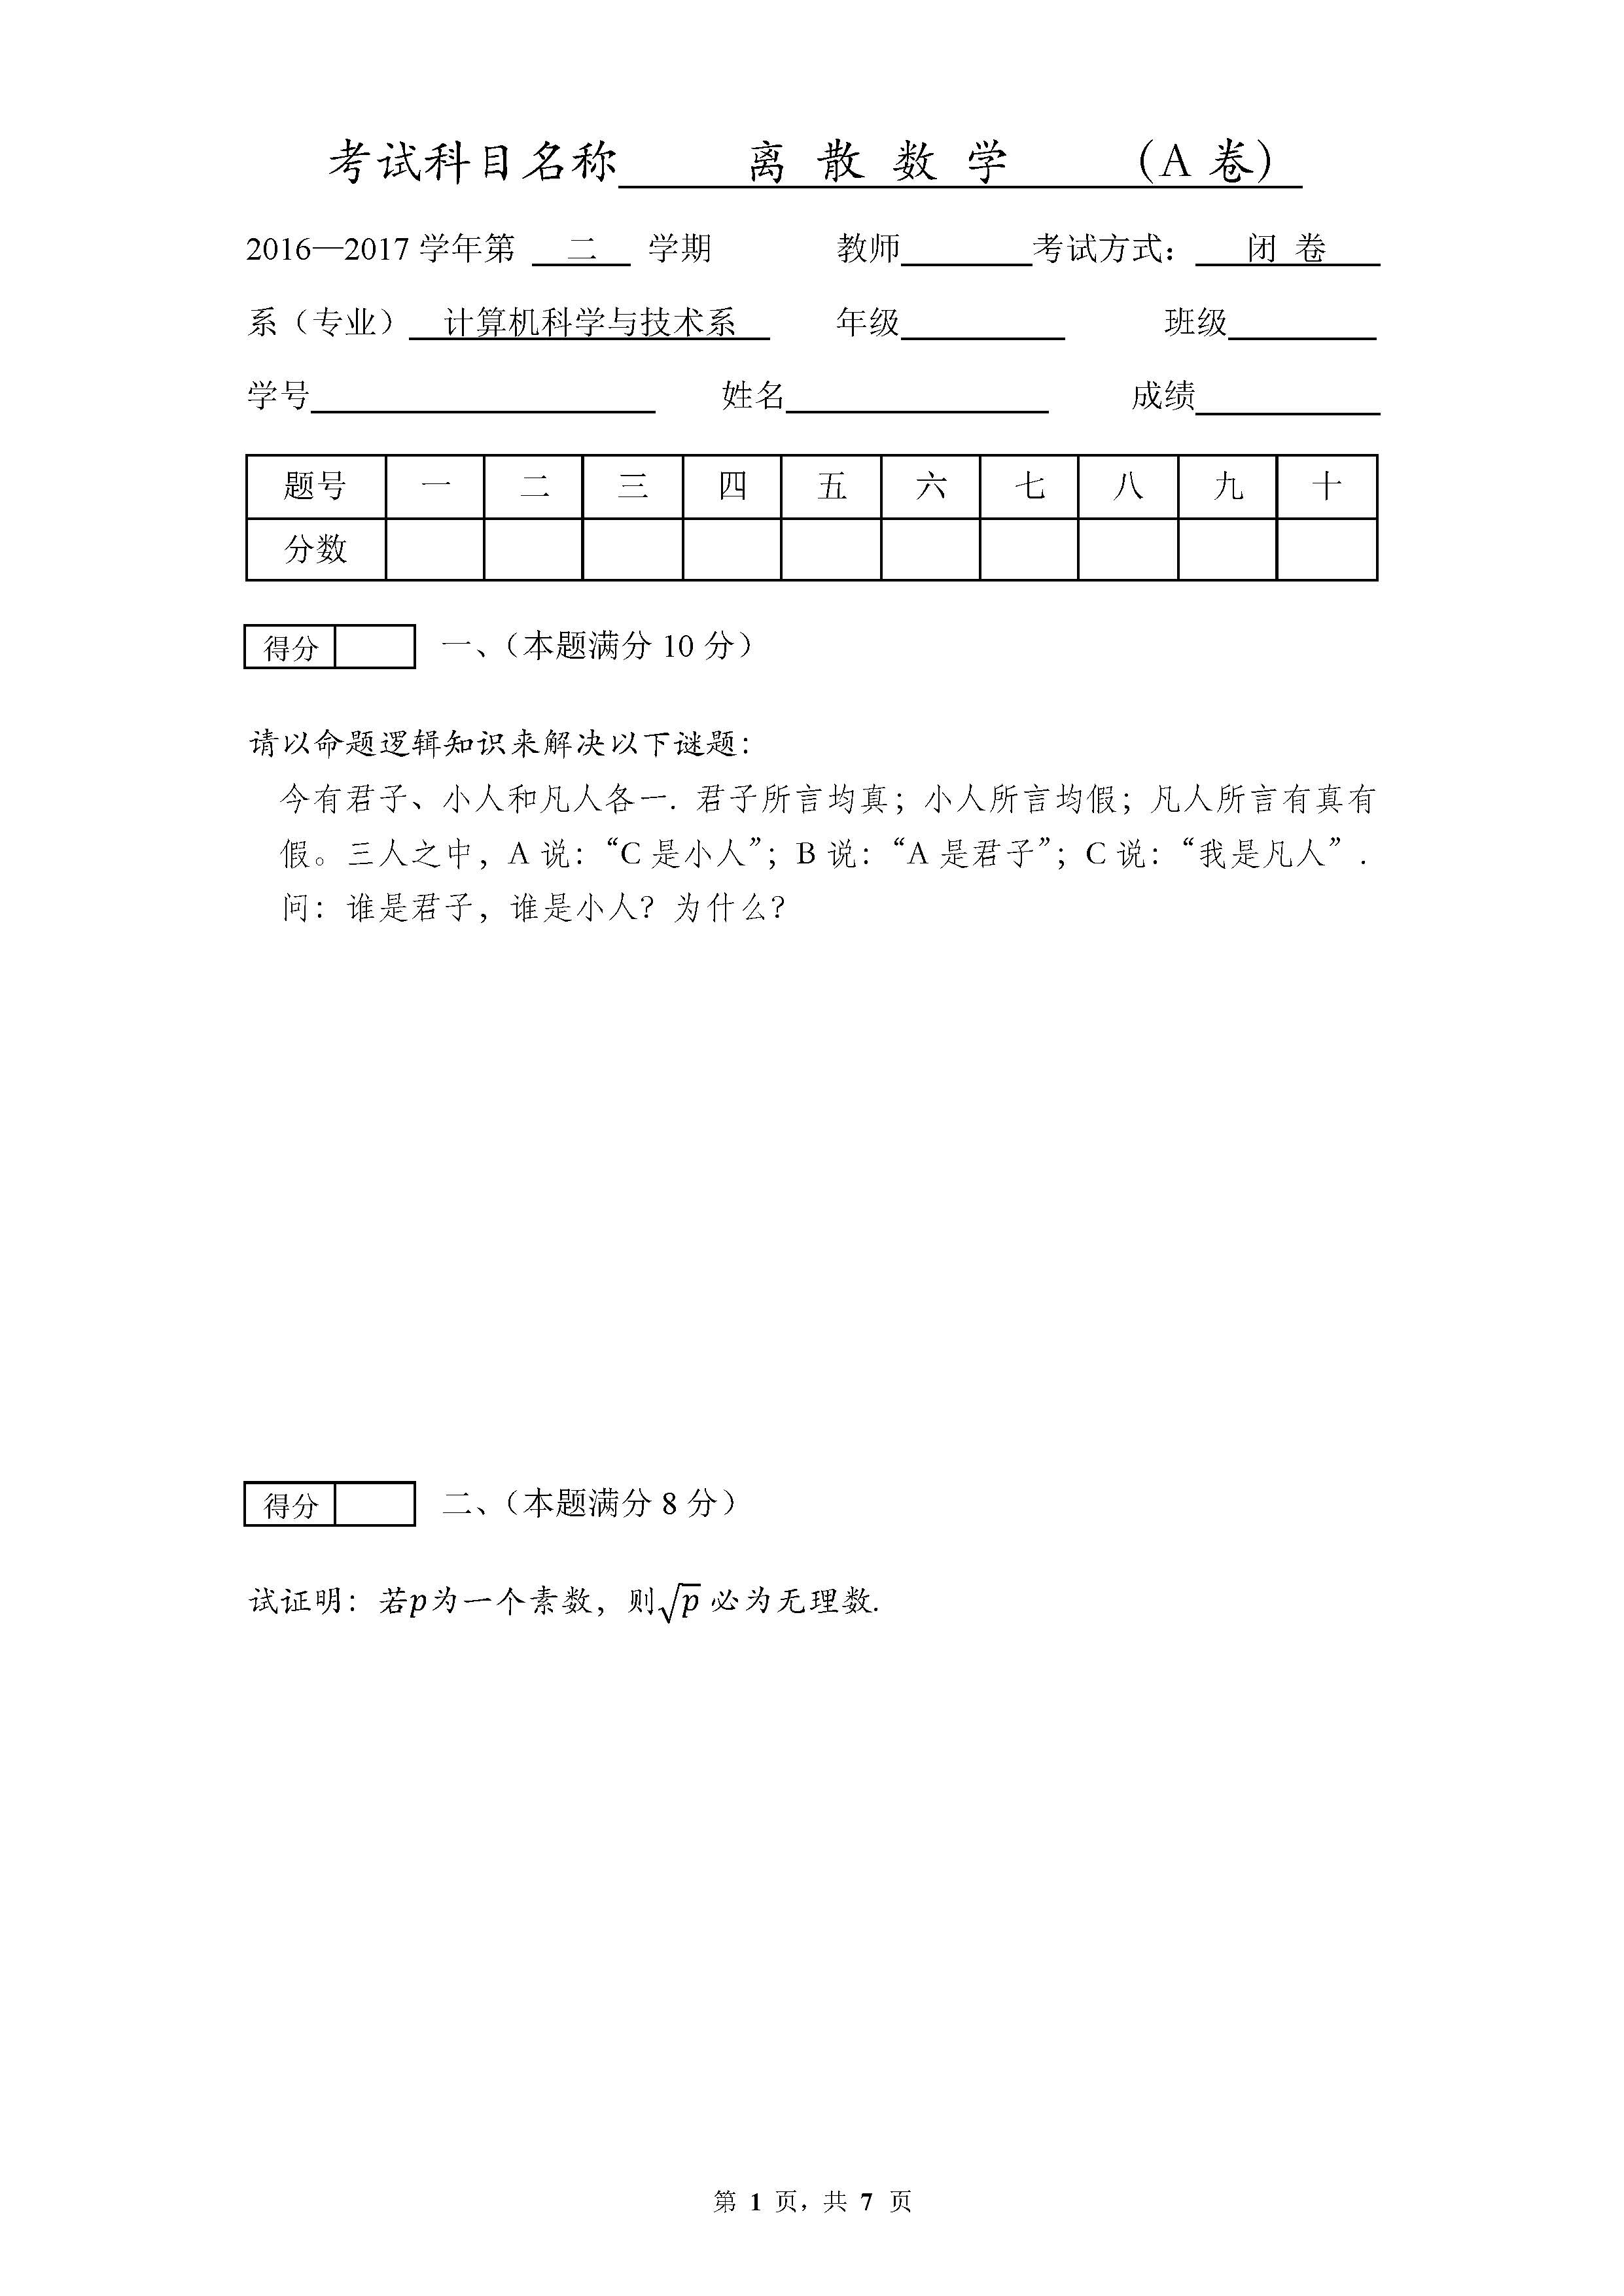 考试科目名称 离 散 数 学 （A 卷）
2016—2017 学年第 二 学期 教师 考试方式： 闭 卷
系（专业） 计算机科学与技术系 年级 班级
学号 姓名 成绩
题号 一 二 三 四 五 六 七 八 九 十
分数
得分 一、（本题满分 10 分）
请以命题逻辑知识来解决以下谜题：
今有君子、小人和凡人各一. 君子所言均真；小人所言均假；凡人所言有真有
假。三人之中，A 说：“C 是小人”；B 说：“A 是君子”；C 说：“我是凡人”.
问：谁是君子，谁是小人？为什么？
得分 二、（本题满分 8 分）
试证明：若p为一个素数，则√p 必为无理数.
第 1 页，共 7 页